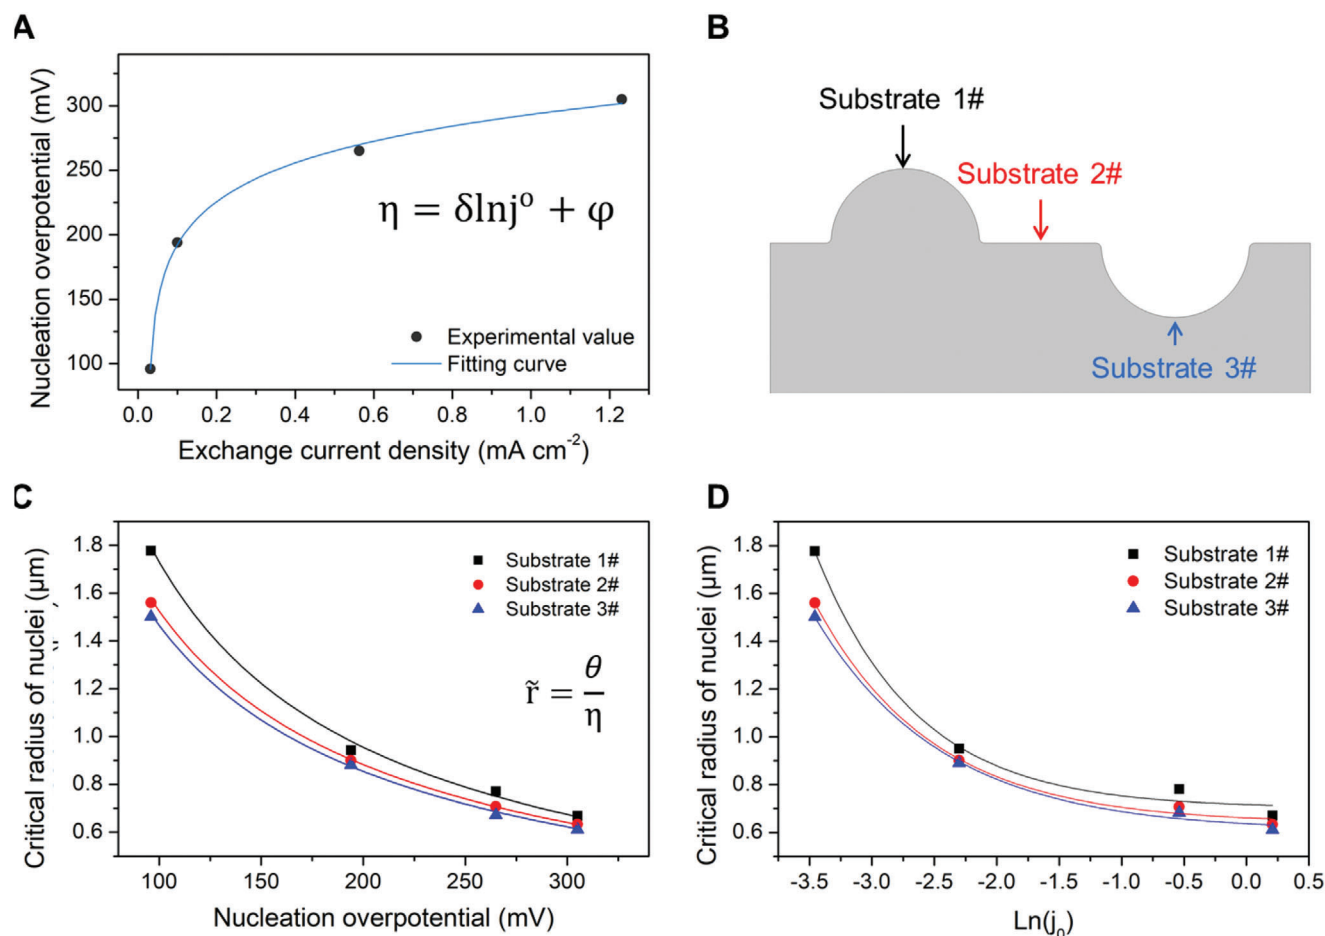 A
Nucleation overpotential (mV)
300
250
200
150
100
0.0 0.2 0.4 0.6 0.8 1.0 1.2
Exchange current density (mA cm⁻²)
η = δlnjᵒ + φ
Experimental value
Fitting curve
B
Substrate 1#
Substrate 2#
Substrate 3#
C
Critical radius of nuclei (μm)
1.8
1.6
1.4
1.2
1.0
0.8
0.6
100 150 200 250 300
Nucleation overpotential (mV)
Substrate 1#
Substrate 2#
Substrate 3#
r̃ = θ/η
D
Critical radius of nuclei (μm)
1.8
1.6
1.4
1.2
1.0
0.8
0.6
-3.5 -3.0 -2.5 -2.0 -1.5 -1.0 -0.5 0.0 0.5
Ln(j₀)
Substrate 1#
Substrate 2#
Substrate 3#